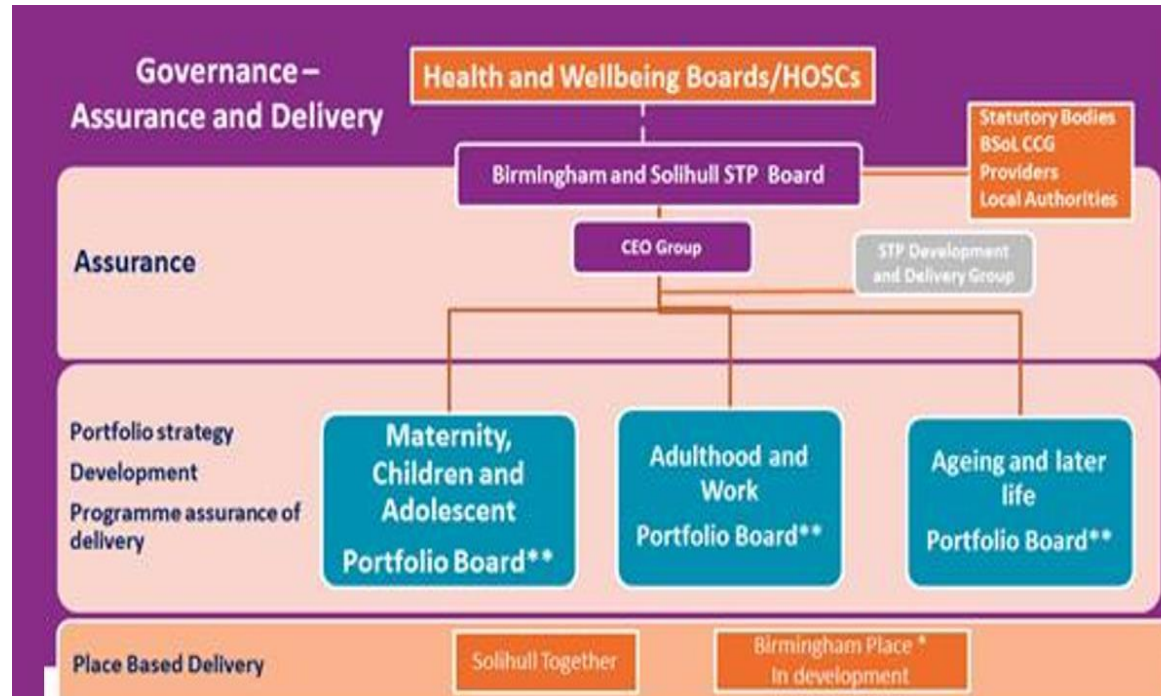 Governance –
Assurance and Delivery
Health and Wellbeing Boards/HOSCs
Statutory Bodies
BSoL CCG
Providers
Local Authorities
Birmingham and Solihull STP Board
Assurance
CEO Group
STP Development
and Delivery Group
Portfolio strategy
Development
Programme assurance of
delivery
Maternity,
Children and
Adolescent
Portfolio Board**
Adulthood and
Work
Portfolio Board**
Ageing and later
life
Portfolio Board**
Place Based Delivery
Solihull Together
Birmingham Place *
In development